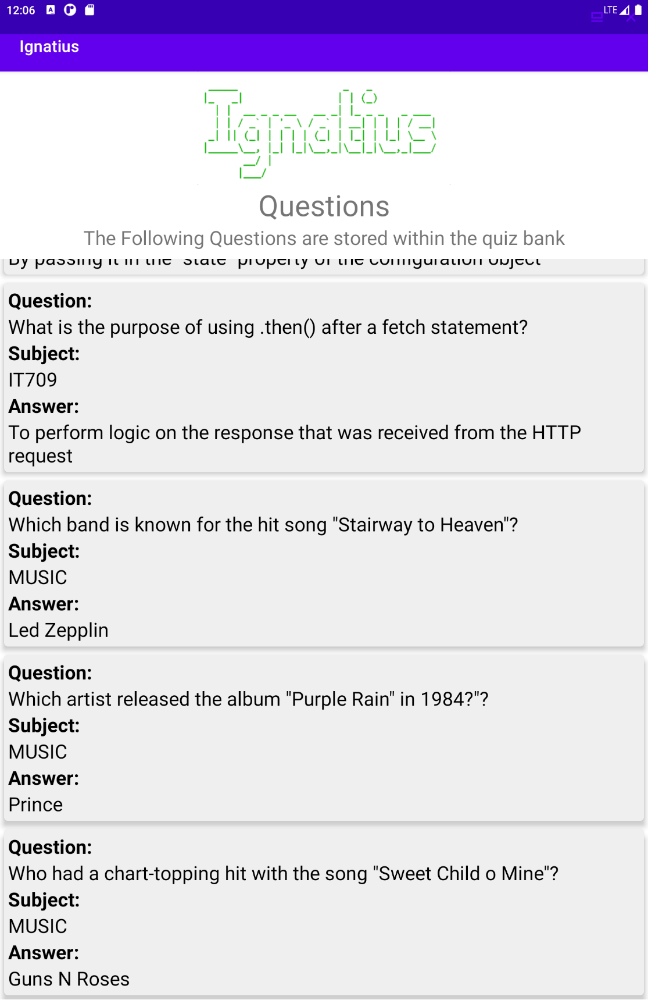 12:06
LTE
Ignatius
Ignatius
Questions
The Following Questions are stored within the quiz bank
By passing it in the "state" property of the configuration object
Question:
What is the purpose of using .then() after a fetch statement?
Subject:
IT709
Answer:
To perform logic on the response that was received from the HTTP
request
Question:
Which band is known for the hit song "Stairway to Heaven"?
Subject:
MUSIC
Answer:
Led Zepplin
Question:
Which artist released the album "Purple Rain" in 1984?"?
Subject:
MUSIC
Answer:
Prince
Question:
Who had a chart-topping hit with the song "Sweet Child o Mine"?
Subject:
MUSIC
Answer:
Guns N Roses